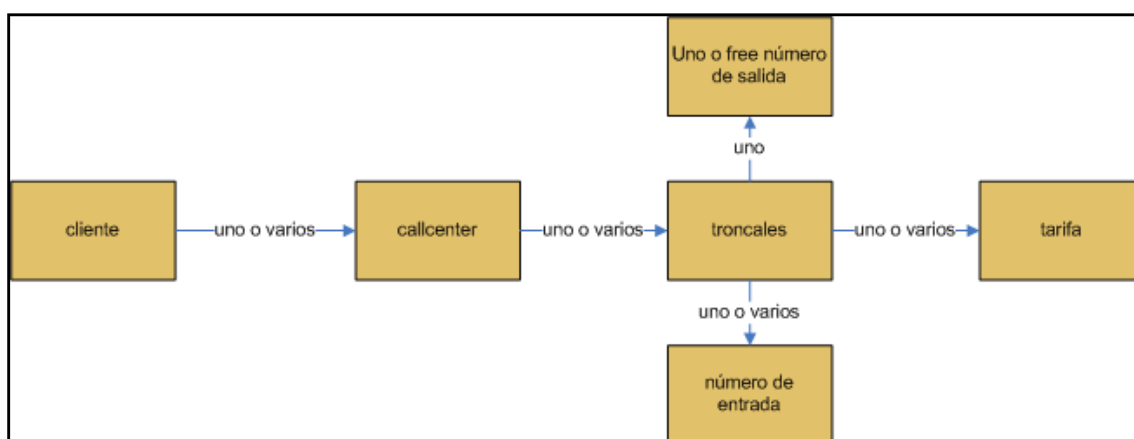 Uno o free número
de salida
uno
cliente
uno o varios
callcenter
uno o varios
troncales
uno o varios
tarifa
uno o varios
número de
entrada